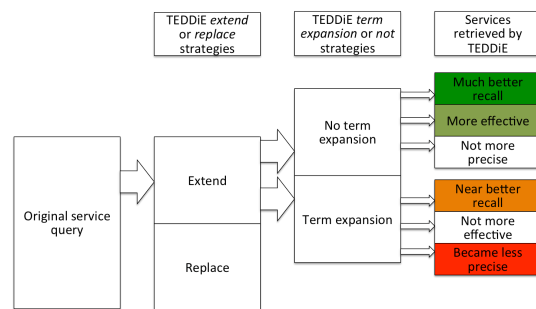 TEDDiE extend
or replace
strategies
TEDDiE term
expansion or not
strategies
Services
retrieved by
TEDDiE
Original service
query
Extend
Replace
No term
expansion
Term expansion
Much better
recall
More effective
Not more
precise
Near better
recall
Not more
effective
Became less
precise